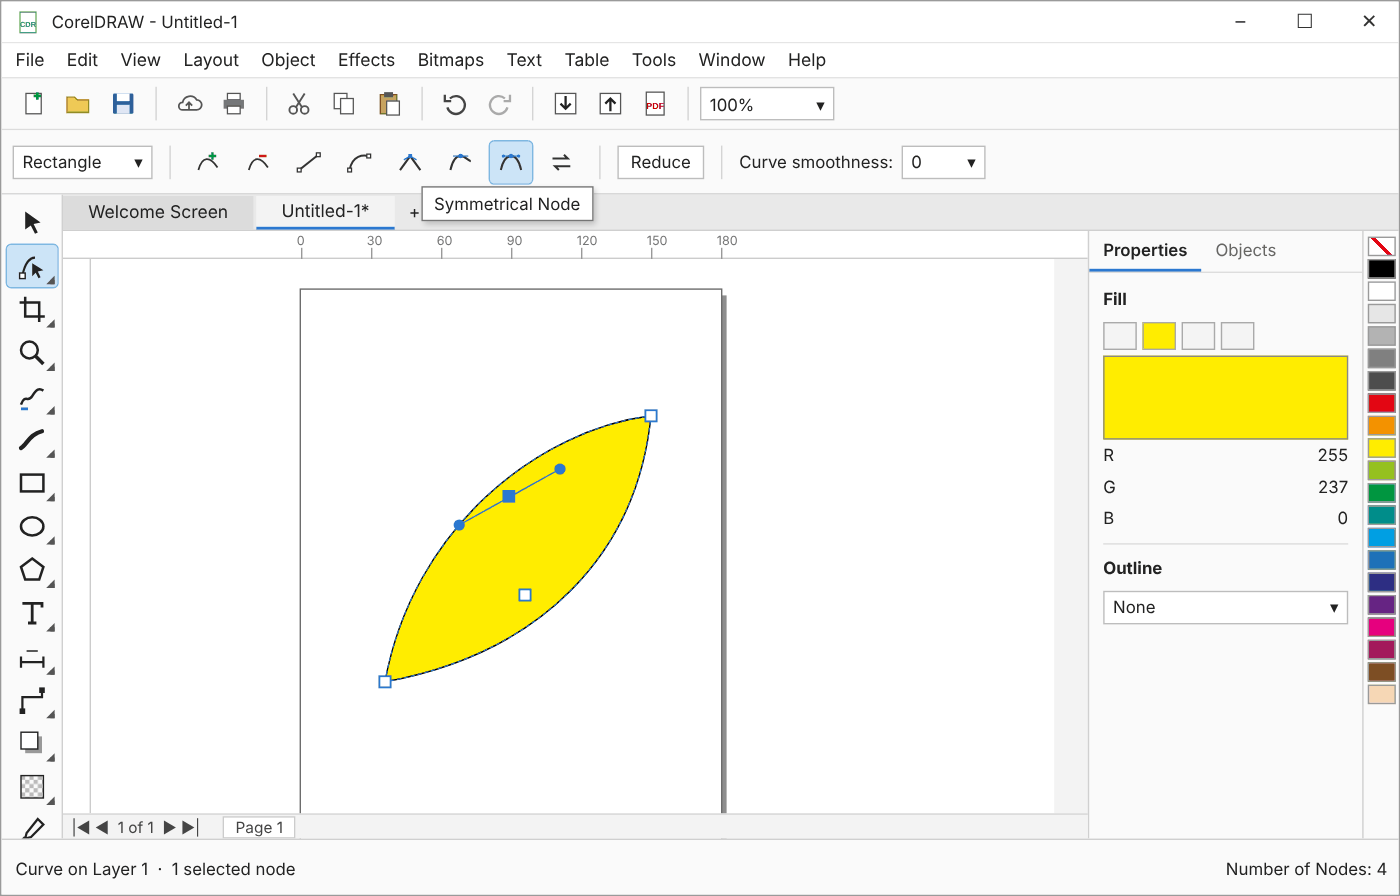 CDR CorelDRAW - Untitled-1
File Edit View Layout Object Effects Bitmaps Text Table Tools Window Help
PDF 100%
Rectangle Reduce Curve smoothness: 0
Symmetrical Node
Welcome Screen Untitled-1* +
0 30 60 90 120 150 180
Properties Objects
Fill
R 255
G 237
B 0
Outline
None
1 of 1 Page 1
Curve on Layer 1 · 1 selected node Number of Nodes: 4